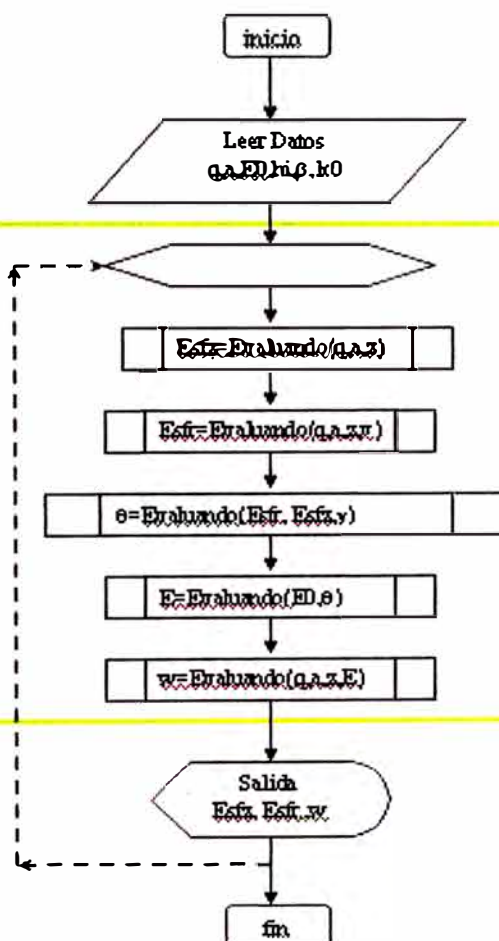 inicio
Leer Datos
q,a,E0,hi,β, k0
Esfz=Evaluando(q,a,z)
Esfr=Evaluando(q,a,z,ν)
θ=Evaluando(Esfr, Esfz,γ)
E=Evaluando(E0,θ)
w=Evaluando(q,a,z,E)
Salida
Esfz, Esfr, w
fin